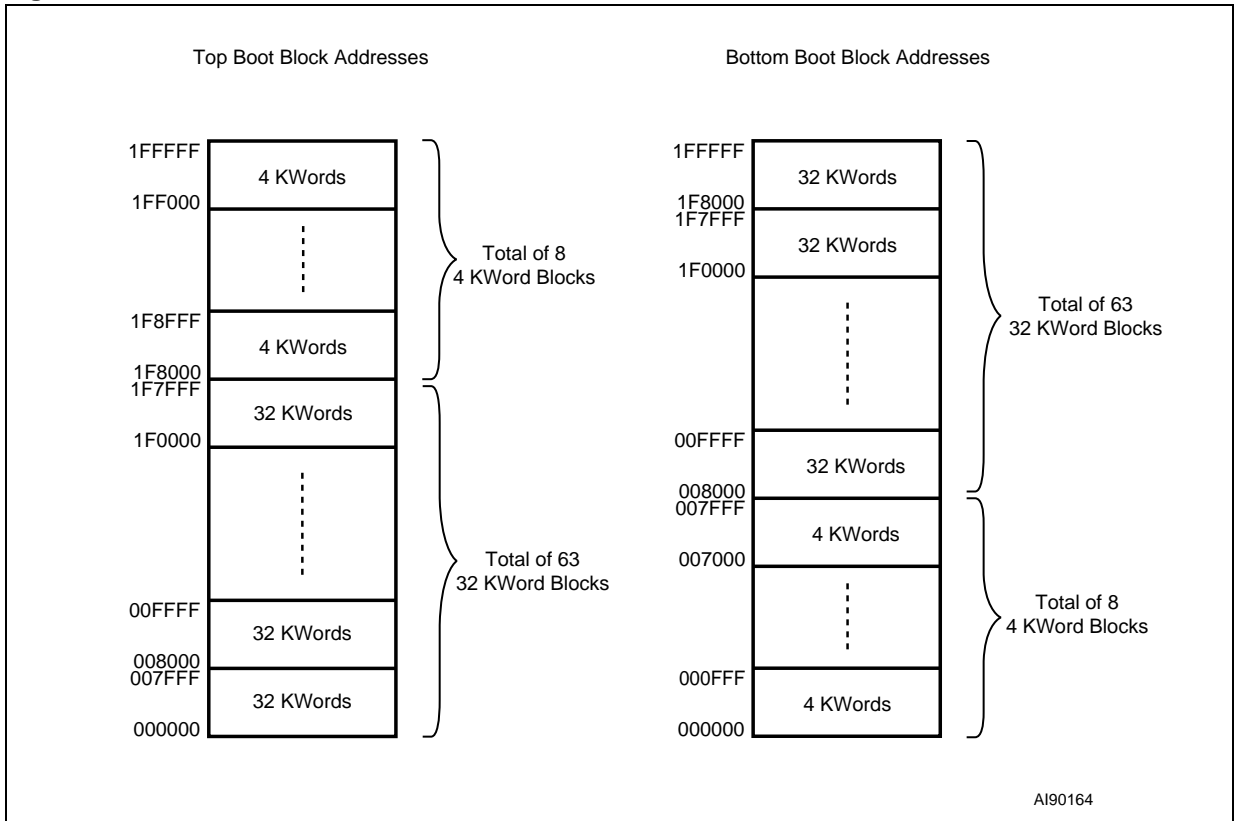 Top Boot Block Addresses
1FFFFF
4 KWords
1FF000
Total of 8
4 KWord Blocks
1F8FFF
4 KWords
1F8000
1F7FFF
32 KWords
1F0000
Total of 63
32 KWord Blocks
00FFFF
32 KWords
008000
007FFF
32 KWords
000000
Bottom Boot Block Addresses
1FFFFF
32 KWords
1F8000
1F7FFF
32 KWords
1F0000
Total of 63
32 KWord Blocks
00FFFF
32 KWords
008000
007FFF
4 KWords
007000
Total of 8
4 KWord Blocks
000FFF
4 KWords
000000
AI90164